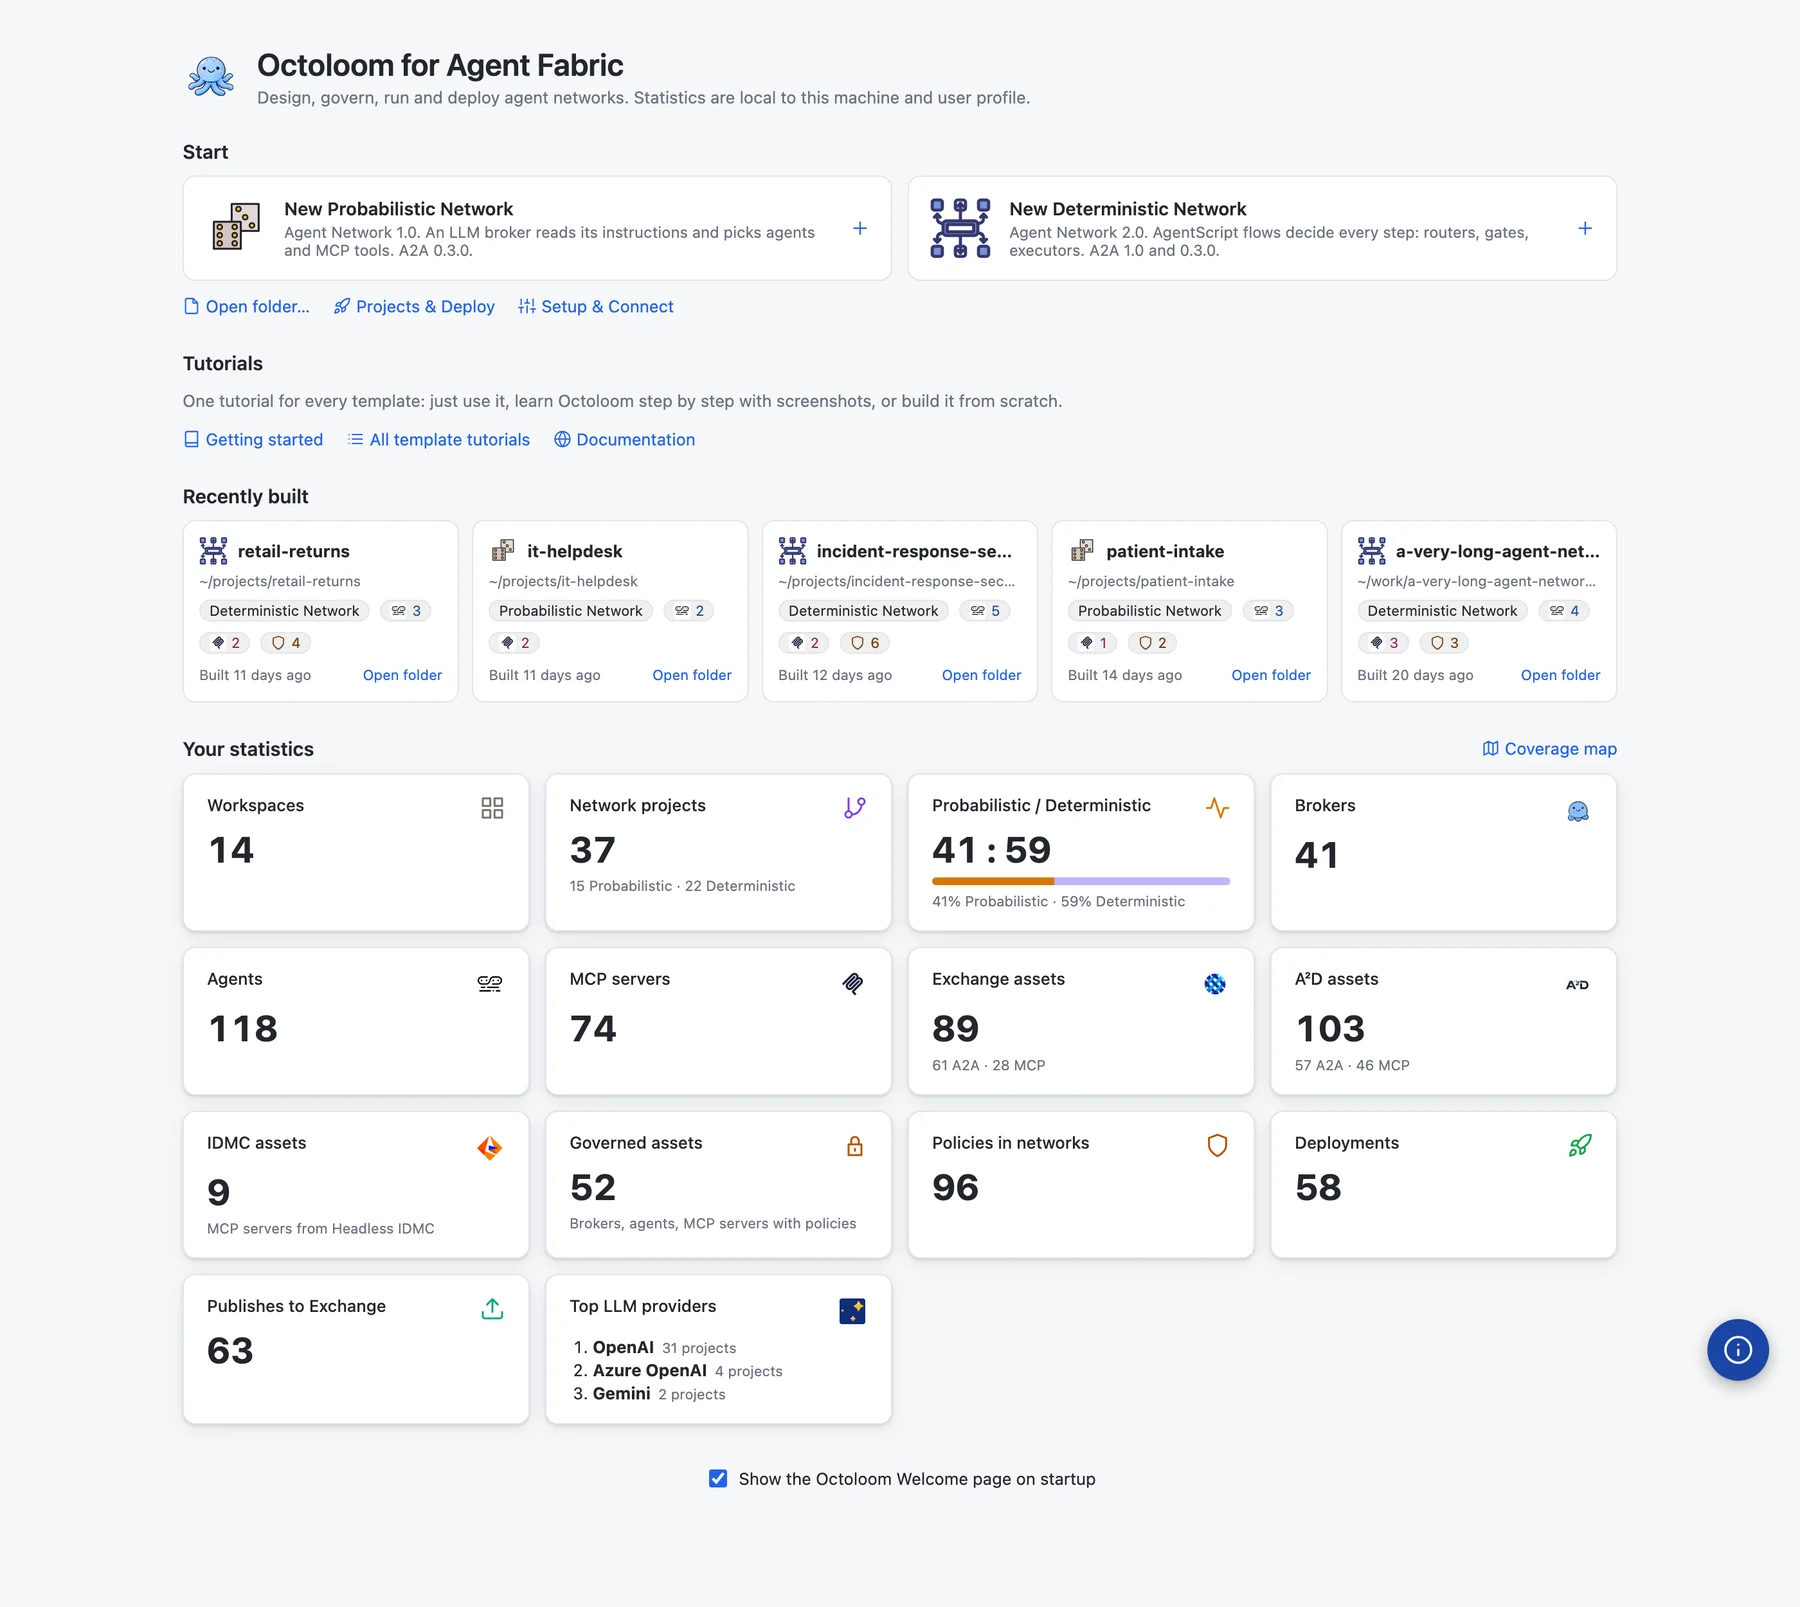 Octoloom for Agent Fabric
Design, govern, run and deploy agent networks. Statistics are local to this machine and user profile.
Start
New Probabilistic Network
Agent Network 1.0. An LLM broker reads its instructions and picks agents
and MCP tools. A2A 0.3.0.
New Deterministic Network
Agent Network 2.0. AgentScript flows decide every step: routers, gates,
executors. A2A 1.0 and 0.3.0.
Open folder... Projects & Deploy Setup & Connect
Tutorials
One tutorial for every template: just use it, learn Octoloom step by step with screenshots, or build it from scratch.
Getting started All template tutorials Documentation
Recently built
retail-returns
~/projects/retail-returns
Deterministic Network 3
2 4
Built 11 days ago Open folder
it-helpdesk
~/projects/it-helpdesk
Probabilistic Network 2
2
Built 11 days ago Open folder
incident-response-se...
~/projects/incident-response-sec...
Deterministic Network 5
2 6
Built 12 days ago Open folder
patient-intake
~/projects/patient-intake
Probabilistic Network 3
1 2
Built 14 days ago Open folder
a-very-long-agent-net...
~/work/a-very-long-agent-networ...
Deterministic Network 4
3 3
Built 20 days ago Open folder
Your statistics
Coverage map
Workspaces
14
Network projects
37
15 Probabilistic · 22 Deterministic
Probabilistic / Deterministic
41 : 59
41% Probabilistic · 59% Deterministic
Brokers
41
Agents
118
MCP servers
74
Exchange assets
89
61 A2A · 28 MCP
A²D assets
A²D
103
57 A2A · 46 MCP
IDMC assets
9
MCP servers from Headless IDMC
Governed assets
52
Brokers, agents, MCP servers with policies
Policies in networks
96
Deployments
58
Publishes to Exchange
63
Top LLM providers
1. OpenAI 31 projects
2. Azure OpenAI 4 projects
3. Gemini 2 projects
Show the Octoloom Welcome page on startup